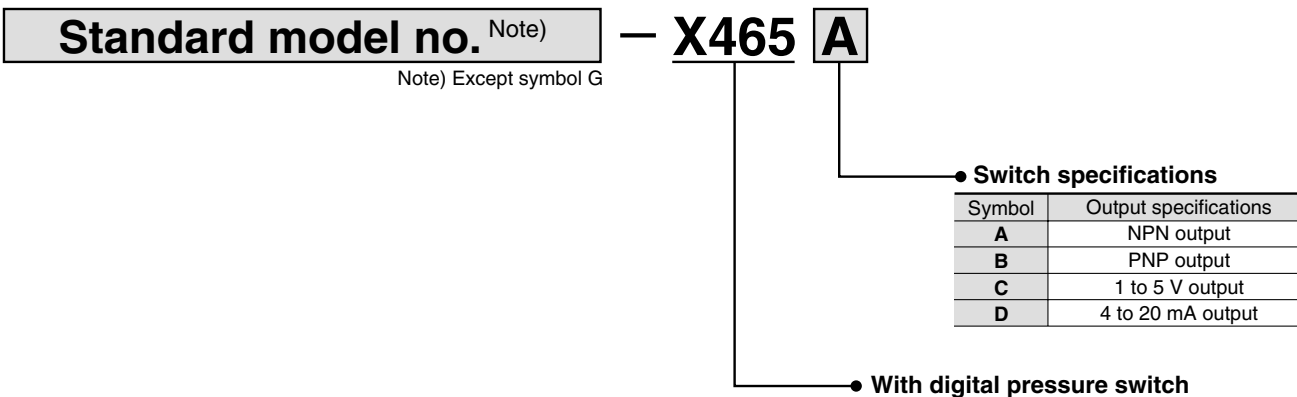 Standard model no. Note) — X465 A
Note) Except symbol G
Switch specifications
Symbol Output specifications
A NPN output
B PNP output
C 1 to 5 V output
D 4 to 20 mA output
With digital pressure switch